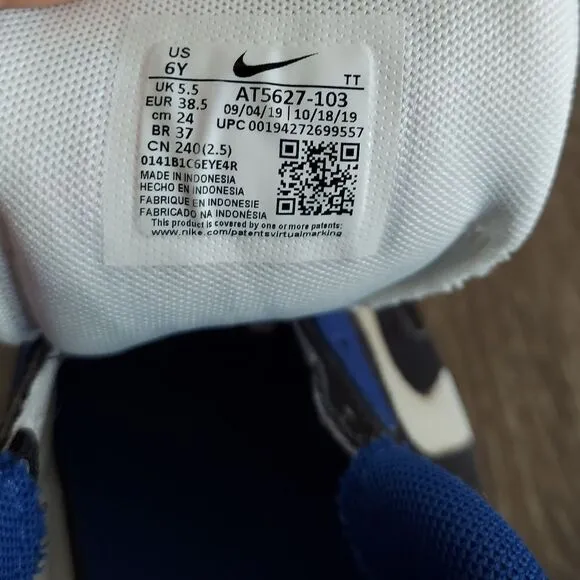 US
6Y
TT
UK 5.5
EUR 38.5
cm 24
BR 37
CN 240(2.5)
AT5627-103
09/04/19 | 10/18/19
UPC 00194272699557
0141B1C6EYE4R
MADE IN INDONESIA
HECHO EN INDONESIA
FABRIQUE EN INDONÉSIE
FABRICADO NA INDONÉSIA
This product is covered by one or more patents:
www.nike.com/patentsvirtualmarking